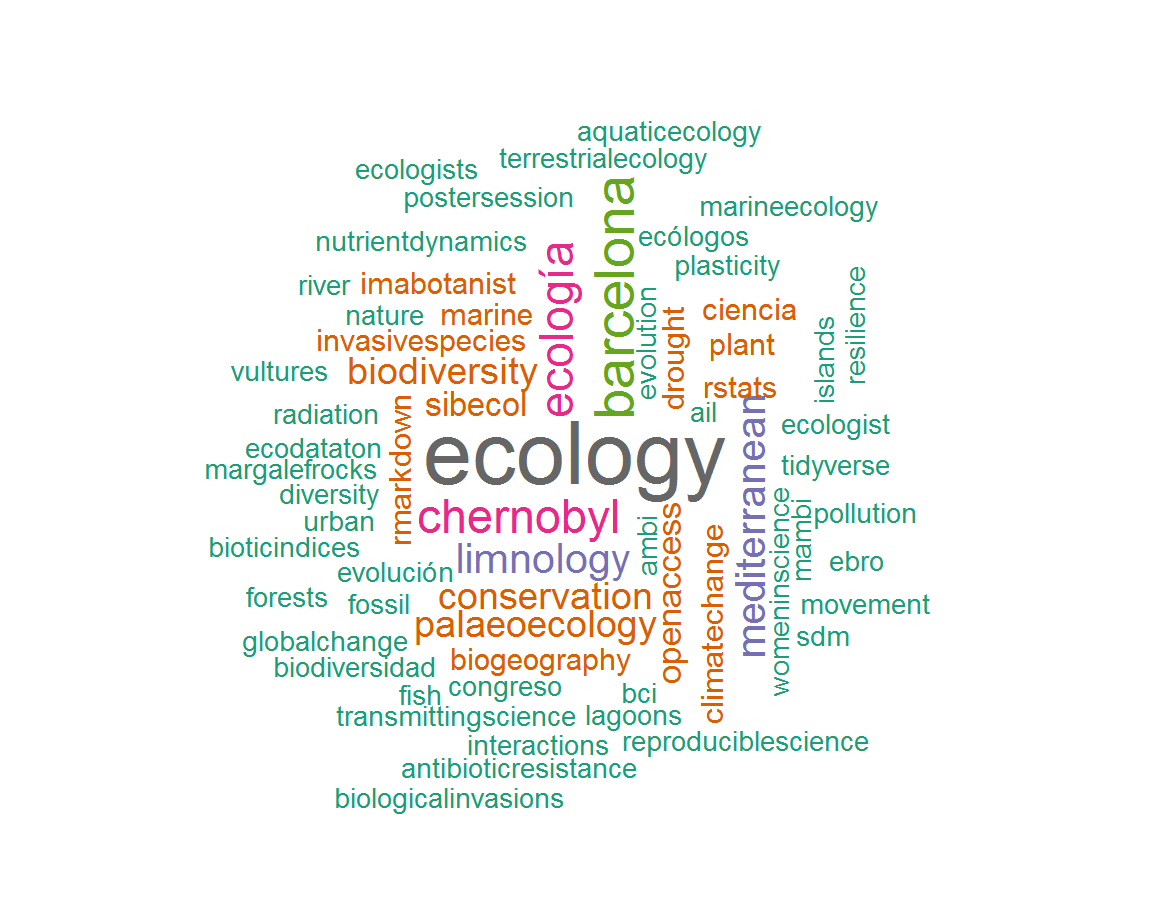 aquaticecology
terrestrialecology
ecologists
postersession
marineecology
nutrientdynamics
ecología
barcelona
ecólogos
plasticity
river
imabotanist
nature
marine
invasivespecies
evolution
drought
ciencia
plant
islands
resilience
vultures
biodiversity
rstats
radiation
sibecol
ail
ecodataton
margalefrocks
rmarkdown
ecology
mediterranean
ecologist
tidyverse
diversity
urban
chernobyl
ambi
openaccess
climatechange
womeninscience
mambi
pollution
bioticindices
limnology
evolución
ebro
forests
fossil
conservation
movement
palaeoecology
sdm
globalchange
biodiversidad
biogeography
fish
congreso
bci
transmittingscience
lagoons
interactions
reproduciblescience
antibioticresistance
biologicalinvasions